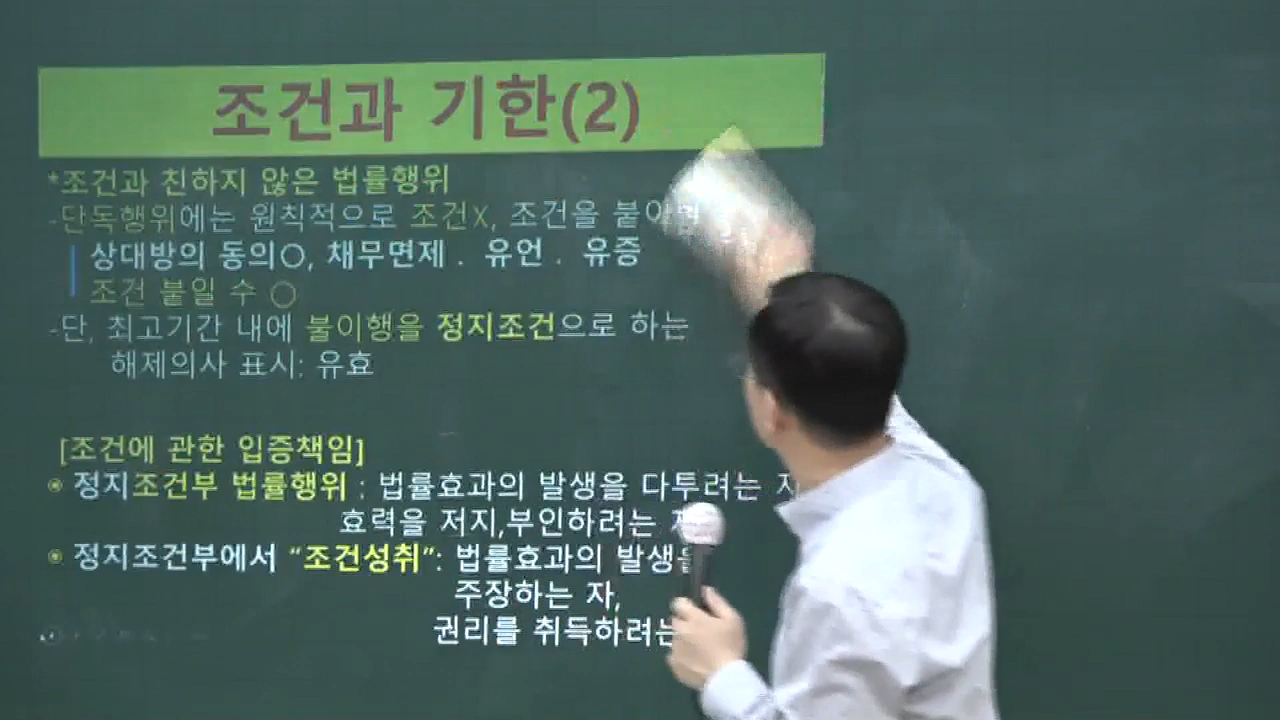 조건과 기한(2)
*조건과 친하지 않은 법률행위
-단독행위에는 원칙적으로 조건X, 조건을 붙이면
상대방의 동의○, 채무면제 . 유언 . 유증
조건 붙일 수 ○
-단, 최고기간 내에 불이행을 정지조건으로 하는
해제의사 표시: 유효
[조건에 관한 입증책임]
◉ 정지조건부 법률행위 : 법률효과의 발생을 다투려는
효력을 저지,부인하려는
◉ 정지조건부에서 “조건성취”: 법률효과의 발생을
주장하는 자,
권리를 취득하려는